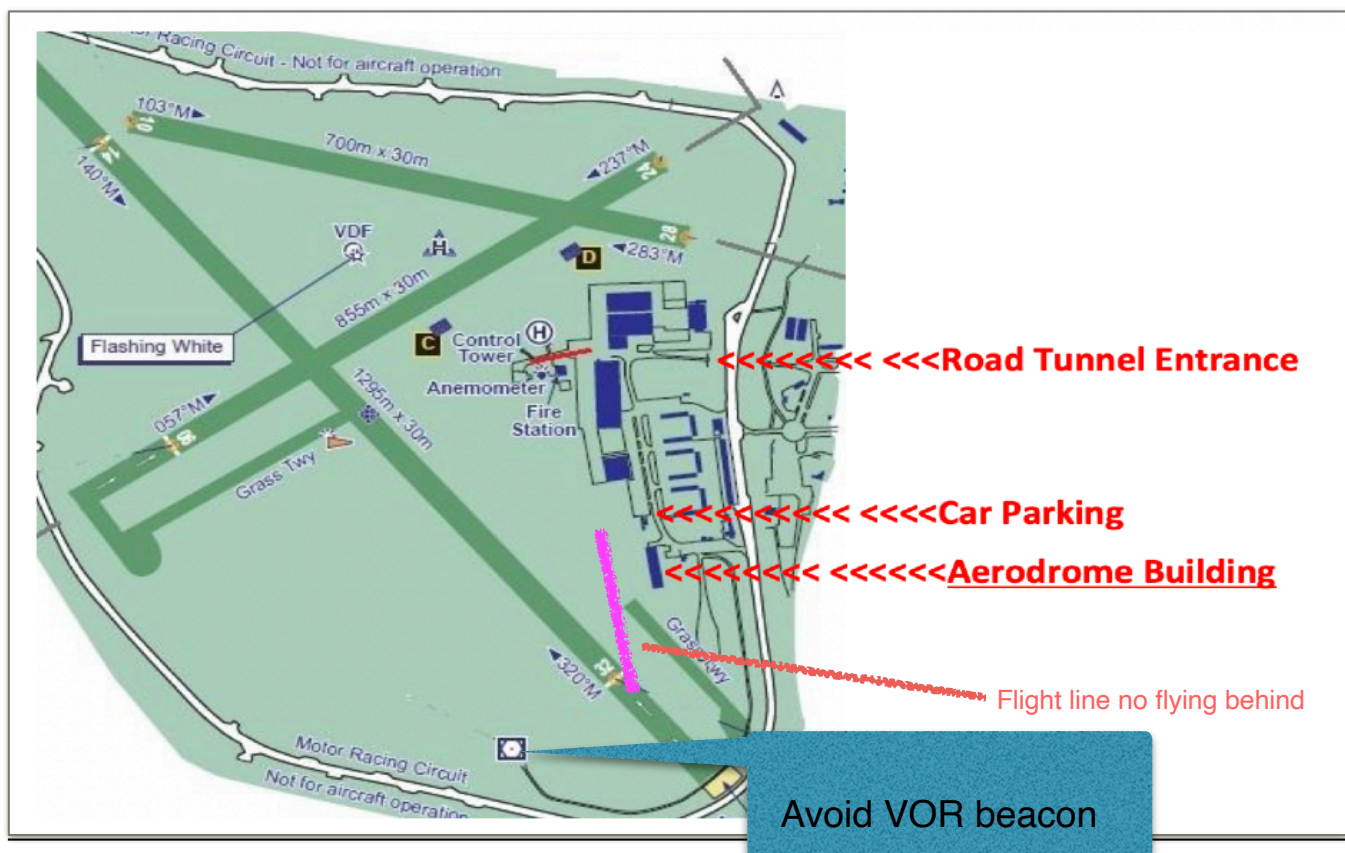 or Racing Circuit - Not for aircraft operation
103°M
10
14
140°M
700m x 30m
237°M
24
VDF
H
28
283°M
D
855m x 30m
Flashing White
C
Control
Tower
H
Anemometer
Fire
Station
<<<<<<<< <<<Road Tunnel Entrance
1295m x 30m
057°M
06
Grass Twy
<<<<<<<<<< <<<<Car Parking
<<<<<<<< <<<<<<Aerodrome Building
Grass Twy
320°M
32
Flight line no flying behind
Motor Racing Circuit
Not for aircraft operation
Avoid VOR beacon